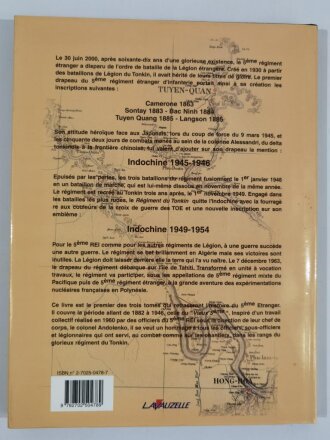 Le 30 juin 2000, après soixante-dix ans d'une glorieuse existence, le 5ème régiment
étranger a disparu de l'ordre de bataille de la Légion étrangère. Créé en 1930 à partir
des bataillons de Légion du Tonkin, il avait hérité de leurs titres de gloire. Le premier
drapeau du 5ème régiment étranger d'infanterie portait ainsi à sa création les
inscriptions suivantes :
TUYEN-QUAN
Camerone 1863
Sontay 1883 - Bac Ninh 1884
Tuyen Quang 1885 - Langson 1885
Son attitude héroïque face aux Japonais lors du coup de force du 9 mars 1945, et
les cinquante deux jours de combats menés au sein de la colonne Alessandri, du delta
tonkinois à la frontière chinoise, lui valent d'ajouter sur son drapeau la mention :
Indochine 1945-1946
Epuisés par les pertes, les trois bataillons du régiment fusionnent le 1er janvier 1946
en un bataillon de marche, qui est lui-même dissous en novembre de la même année.
Le régiment est recréé au Tonkin trois ans après, le 1er novembre 1949. Engagé dans
les batailles les plus rudes, le Régiment du Tonkin quitte l'Indochine avec la fourragère
aux couleurs de la croix de guerre des TOE et une nouvelle inscription sur son
emblème :
Indochine 1949-1954
Pour le 5ème REI comme pour les autres régiments de Légion, à une guerre succède
une autre guerre. Le régiment se bat brillamment en Algérie mais ses victoires sont
inutiles. La Légion doit laisser derrière elle la terre qui l'a vu naître. Le 7 décembre 1963,
le drapeau du régiment débarque sur l'île de Tahiti. Transformé en unité à vocation
travaux, le régiment va participer, sous les appellations de 5ème régiment mixte du
Pacifique puis de 5ème régiment étranger, à la grande aventure des expérimentations
nucléaires françaises en Polynésie.
Ce livre est le premier des trois tomes qui retraceront l'histoire du 5ème Etranger.
Il couvre la période allant de 1882 à 1945, celle du "vieux 5ème". Inspiré d'un travail
collectif réalisé en 1960 par des officiers du 5ème REI sous la direction de leur chef de
corps, le colonel Andolenko, il se veut un hommage à tous les officiers, sous-officiers
et légionnaires qui ont servi, au combat comme sur les chantiers, dans les rangs du
glorieux régiment du Tonkin.
ISBN n° 2-7025-0478-7
9 782702 504789
LAVAUZELLE
HONG-HOA